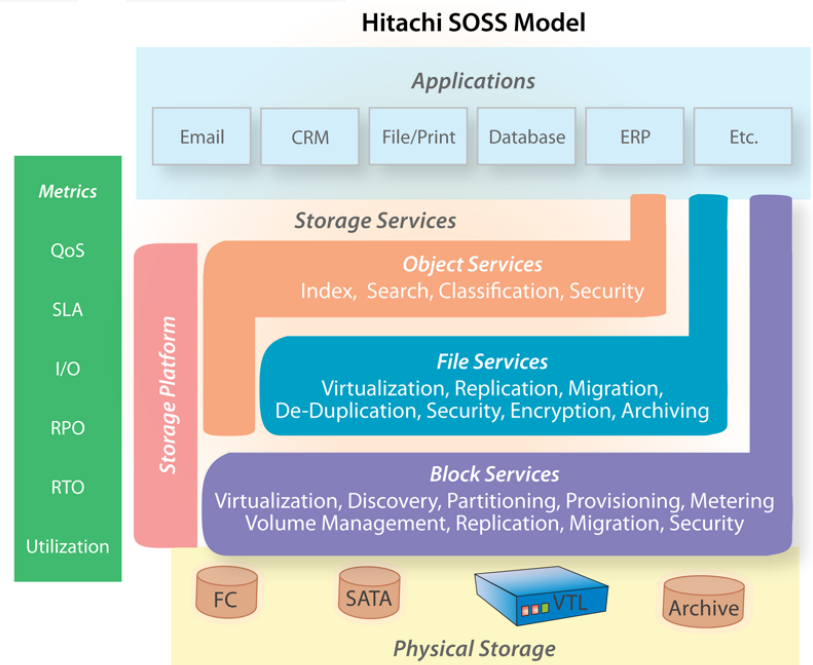 Hitachi SOSS Model
Applications
Email
CRM
File/Print
Database
ERP
Etc.
Metrics
QoS
SLA
I/O
RPO
RTO
Utilization
Storage Services
Storage Platform
Object Services
Index, Search, Classification, Security
File Services
Virtualization, Replication, Migration,
De-Duplication, Security, Encryption, Archiving
Block Services
Virtualization, Discovery, Partitioning, Provisioning, Metering
Volume Management, Replication, Migration, Security
FC
SATA
VTL
Archive
Physical Storage